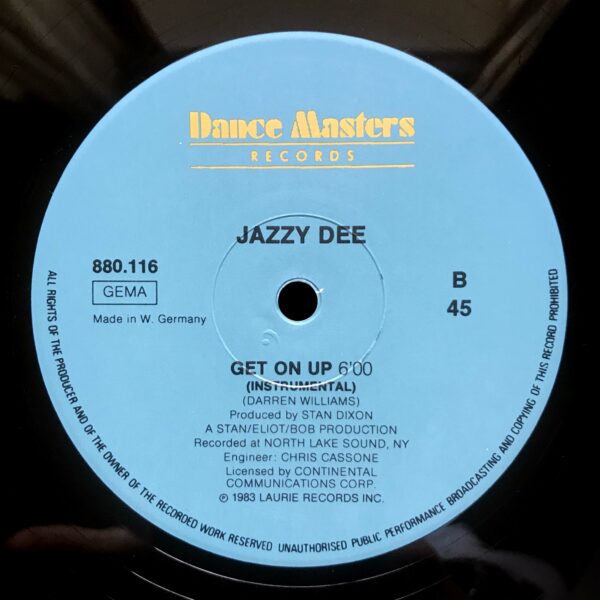 Dance Masters
RECORDS
JAZZY DEE
880.116
GEMA
Made in W. Germany
B
45
GET ON UP 6'00
(INSTRUMENTAL)
(DARREN WILLIAMS)
Produced by STAN DIXON
A STAN/ELIOT/BOB PRODUCTION
Recorded at NORTH LAKE SOUND, NY
Engineer: CHRIS CASSONE
Licensed by CONTINENTAL
COMMUNICATIONS CORP.
℗ 1983 LAURIE RECORDS INC.
ALL RIGHTS OF THE PRODUCER AND OF THE OWNER OF THE RECORDED WORK RESERVED UNAUTHORISED PUBLIC PERFORMANCE BROADCASTING AND COPYING OF THIS RECORD PROHIBITED